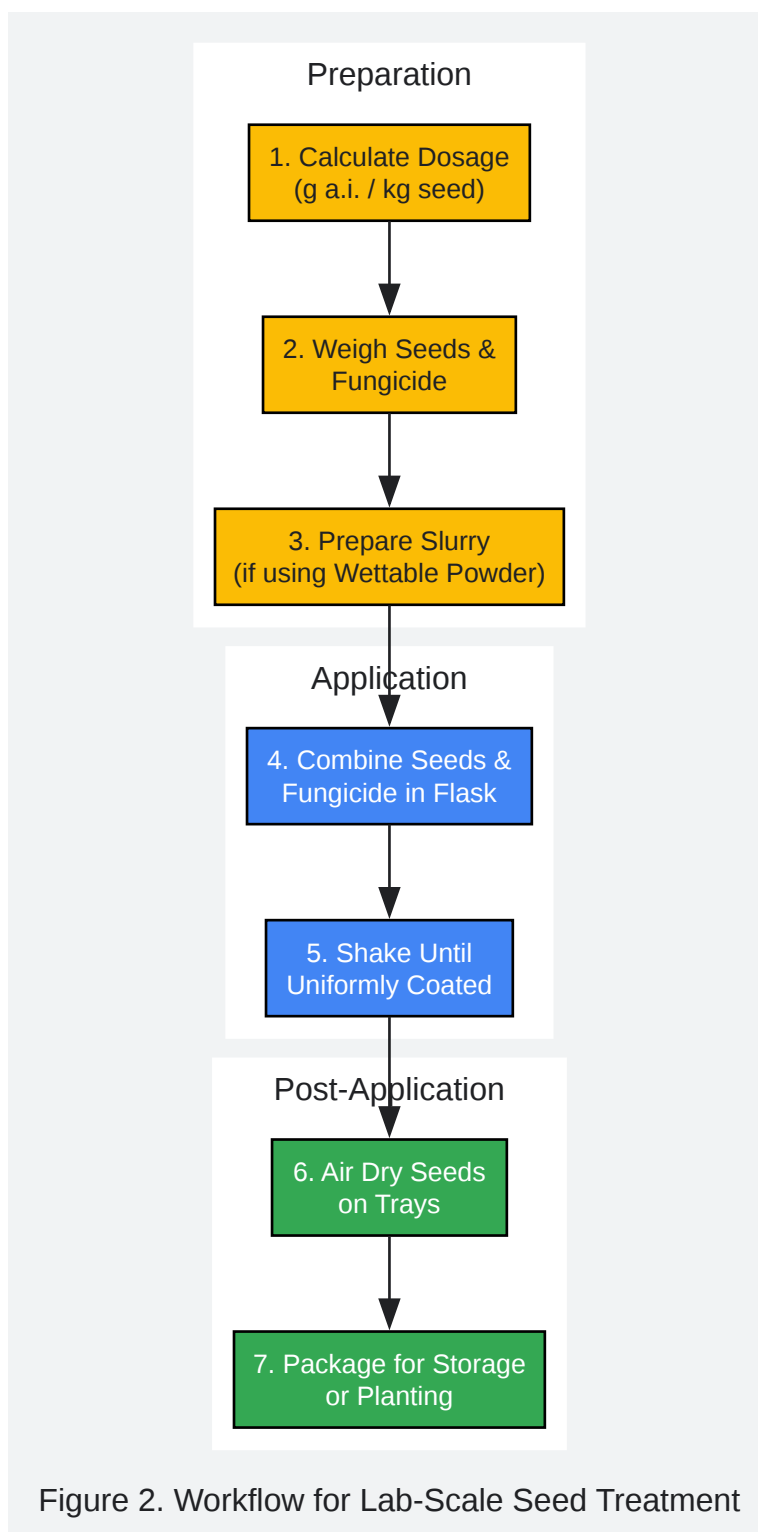 Preparation
1. Calculate Dosage
(g a.i. / kg seed)
2. Weigh Seeds &
Fungicide
3. Prepare Slurry
(if using Wettable Powder)
Application
4. Combine Seeds &
Fungicide in Flask
5. Shake Until
Uniformly Coated
Post-Application
6. Air Dry Seeds
on Trays
7. Package for Storage
or Planting
Figure 2. Workflow for Lab-Scale Seed Treatment